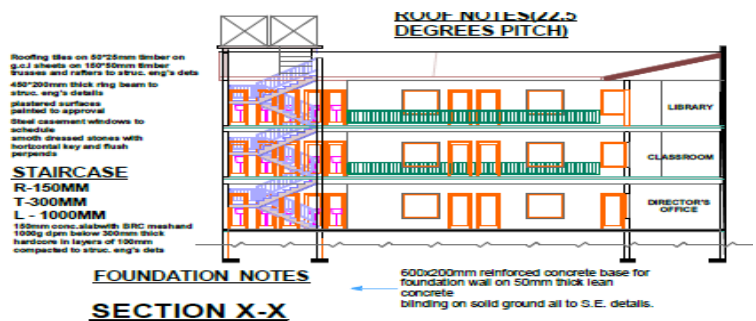 ROOF NOTES(22.5
DEGREES PITCH)
Roofing tiles on 50*25mm timber on
g.c.i sheets on 150*50mm timber
trusses and rafters to struc. eng's dets
450*200mm thick ring beam to
struc. eng's details
plastered surfaces
painted to approval
Steel casement windows to
schedule
smoth dressed stones with
horizontal key and flush
perpends
STAIRCASE
R-150MM
T-300MM
L - 1000MM
150mm conc.slabwith BRC meshand
1000g dpm below 300mm thick
hardcore in layers of 100mm
compacted to struc. eng's dets
LIBRARY
CLASSROOM
DIRECTOR'S
OFFICE
FOUNDATION NOTES
600x200mm reinforced concrete base for
foundation wall on 50mm thick lean
concrete
blinding on solid ground all to S.E. details.
SECTION X-X